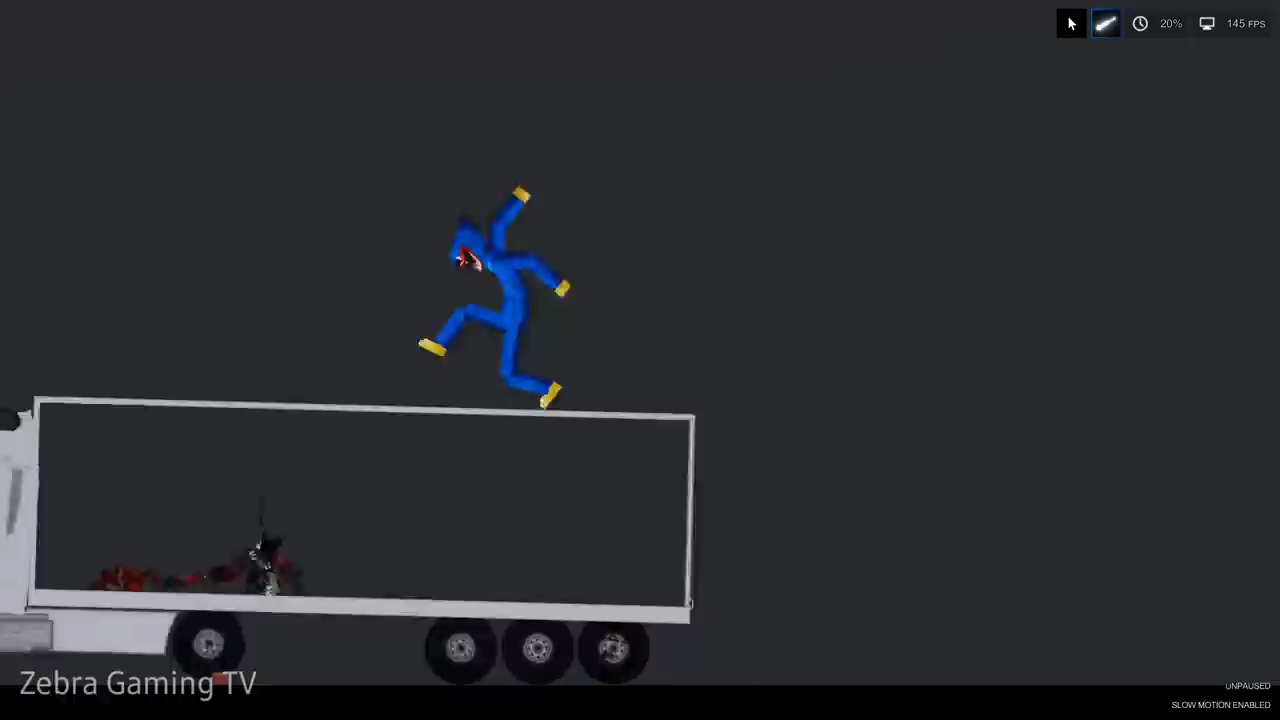 20%
145 FPS
Zebra Gaming TV
UNPAUSED
SLOW MOTION ENABLED